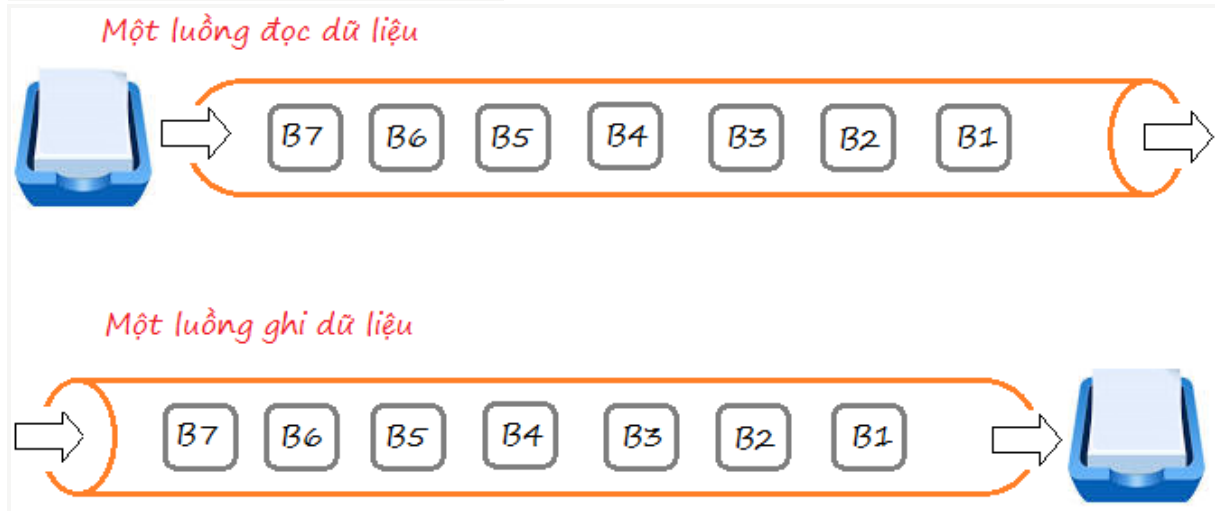 Một luồng đọc dữ liệu
B7 B6 B5 B4 B3 B2 B1
Một luồng ghi dữ liệu
B7 B6 B5 B4 B3 B2 B1